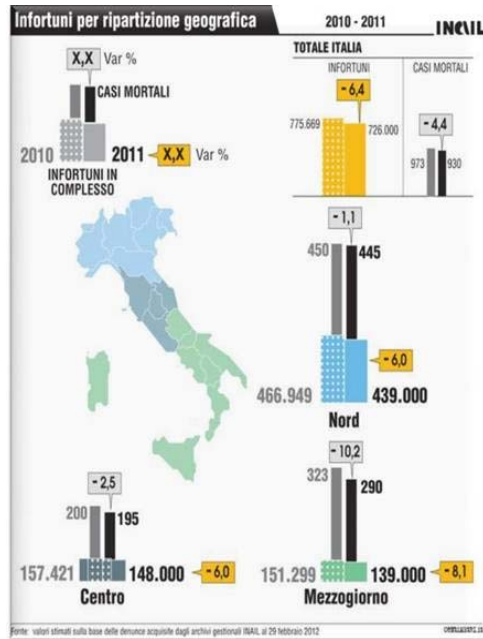 Infortuni per ripartizione geografica
2010 - 2011
INAIL
X,X Var %
CASI MORTALI
2010
2011
X,X Var %
INFORTUNI IN
COMPLESSO
TOTALE ITALIA
INFORTUNI
CASI MORTALI
- 6,4
775.669
726.000
- 4,4
973
930
- 1,1
450
445
- 6,0
466.949
439.000
Nord
- 2,5
200
195
157.421
148.000
- 6,0
Centro
- 10,2
323
290
151.299
139.000
- 8,1
Mezzogiorno
Fonte: valori stimati sulla base delle denunce acquisite dagli archivi gestionali INAIL al 29 febbraio 2012